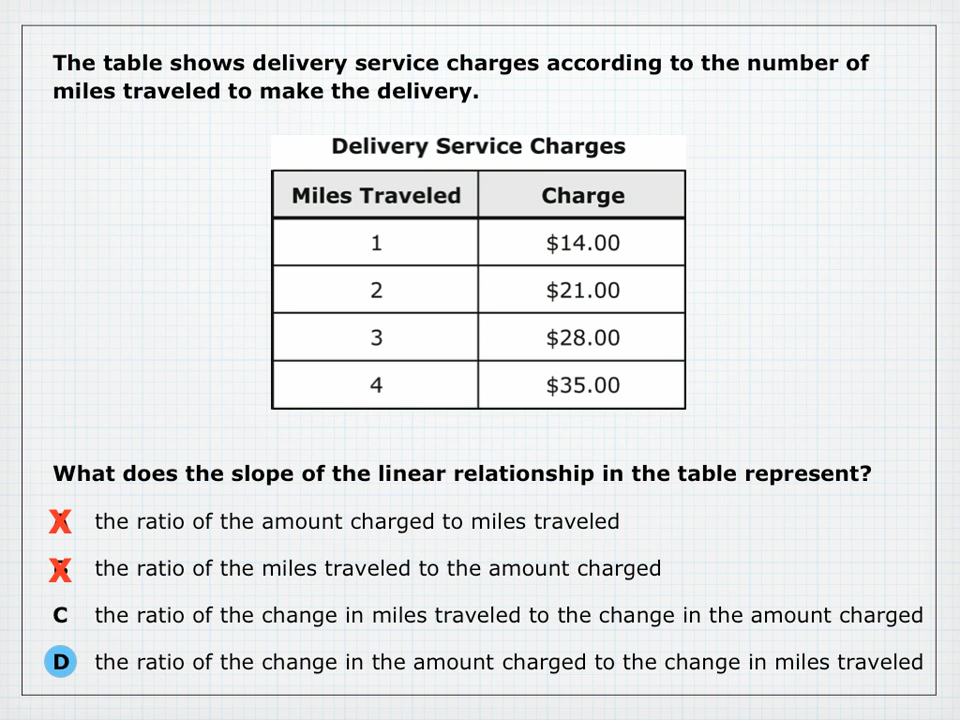 The table shows delivery service charges according to the number of
miles traveled to make the delivery.
Delivery Service Charges
Miles Traveled Charge
1 $14.00
2 $21.00
3 $28.00
4 $35.00
What does the slope of the linear relationship in the table represent?
X the ratio of the amount charged to miles traveled
X the ratio of the miles traveled to the amount charged
C the ratio of the change in miles traveled to the change in the amount charged
D the ratio of the change in the amount charged to the change in miles traveled